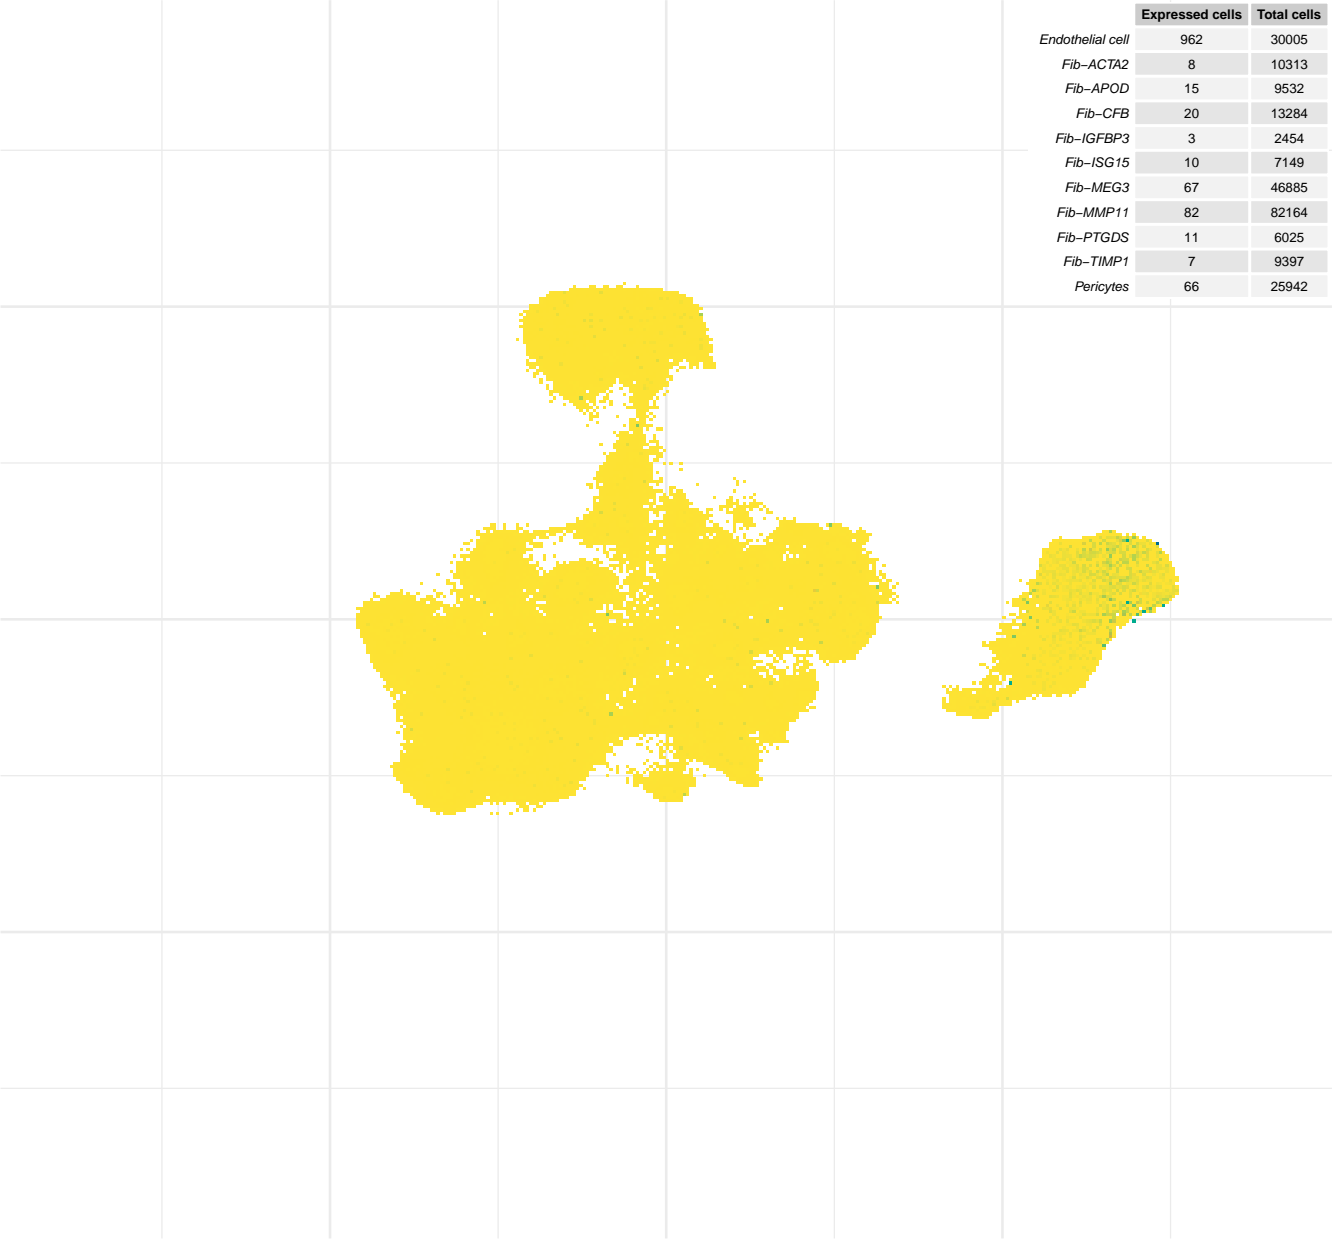 Expressed cells Total cells
Endothelial cell 962 30005
Fib−ACTA2 8 10313
Fib−APOD 15 9532
Fib−CFB 20 13284
Fib−IGFBP3 3 2454
Fib−ISG15 10 7149
Fib−MEG3 67 46885
Fib−MMP11 82 82164
Fib−PTGDS 11 6025
Fib−TIMP1 7 9397
Pericytes 66 25942